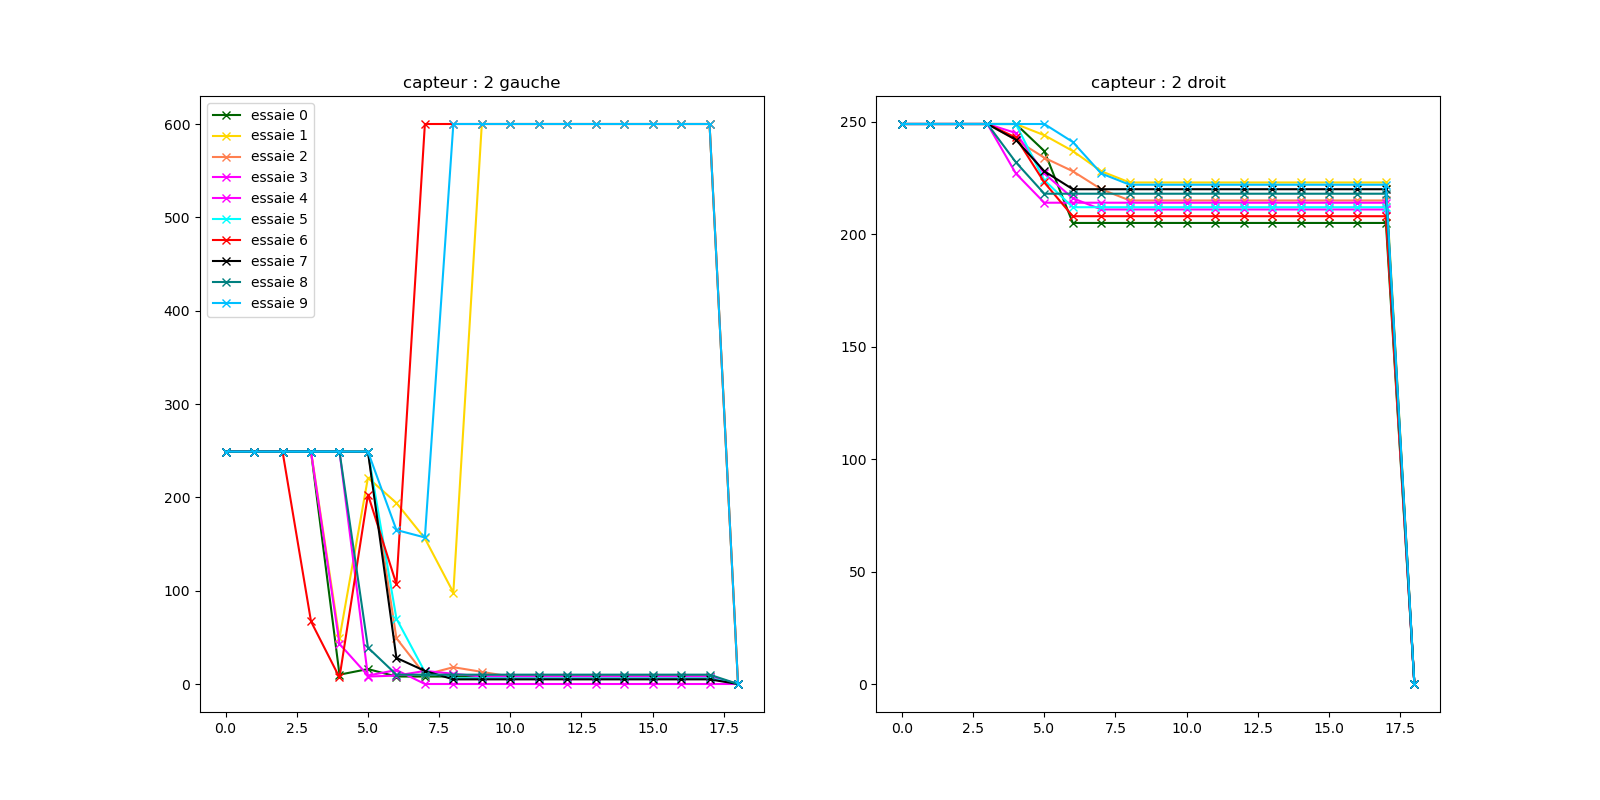 capteur : 2 gauche
600
500
400
300
200
100
0
0.0 2.5 5.0 7.5 10.0 12.5 15.0 17.5
essaie 0
essaie 1
essaie 2
essaie 3
essaie 4
essaie 5
essaie 6
essaie 7
essaie 8
essaie 9
capteur : 2 droit
250
200
150
100
50
0
0.0 2.5 5.0 7.5 10.0 12.5 15.0 17.5